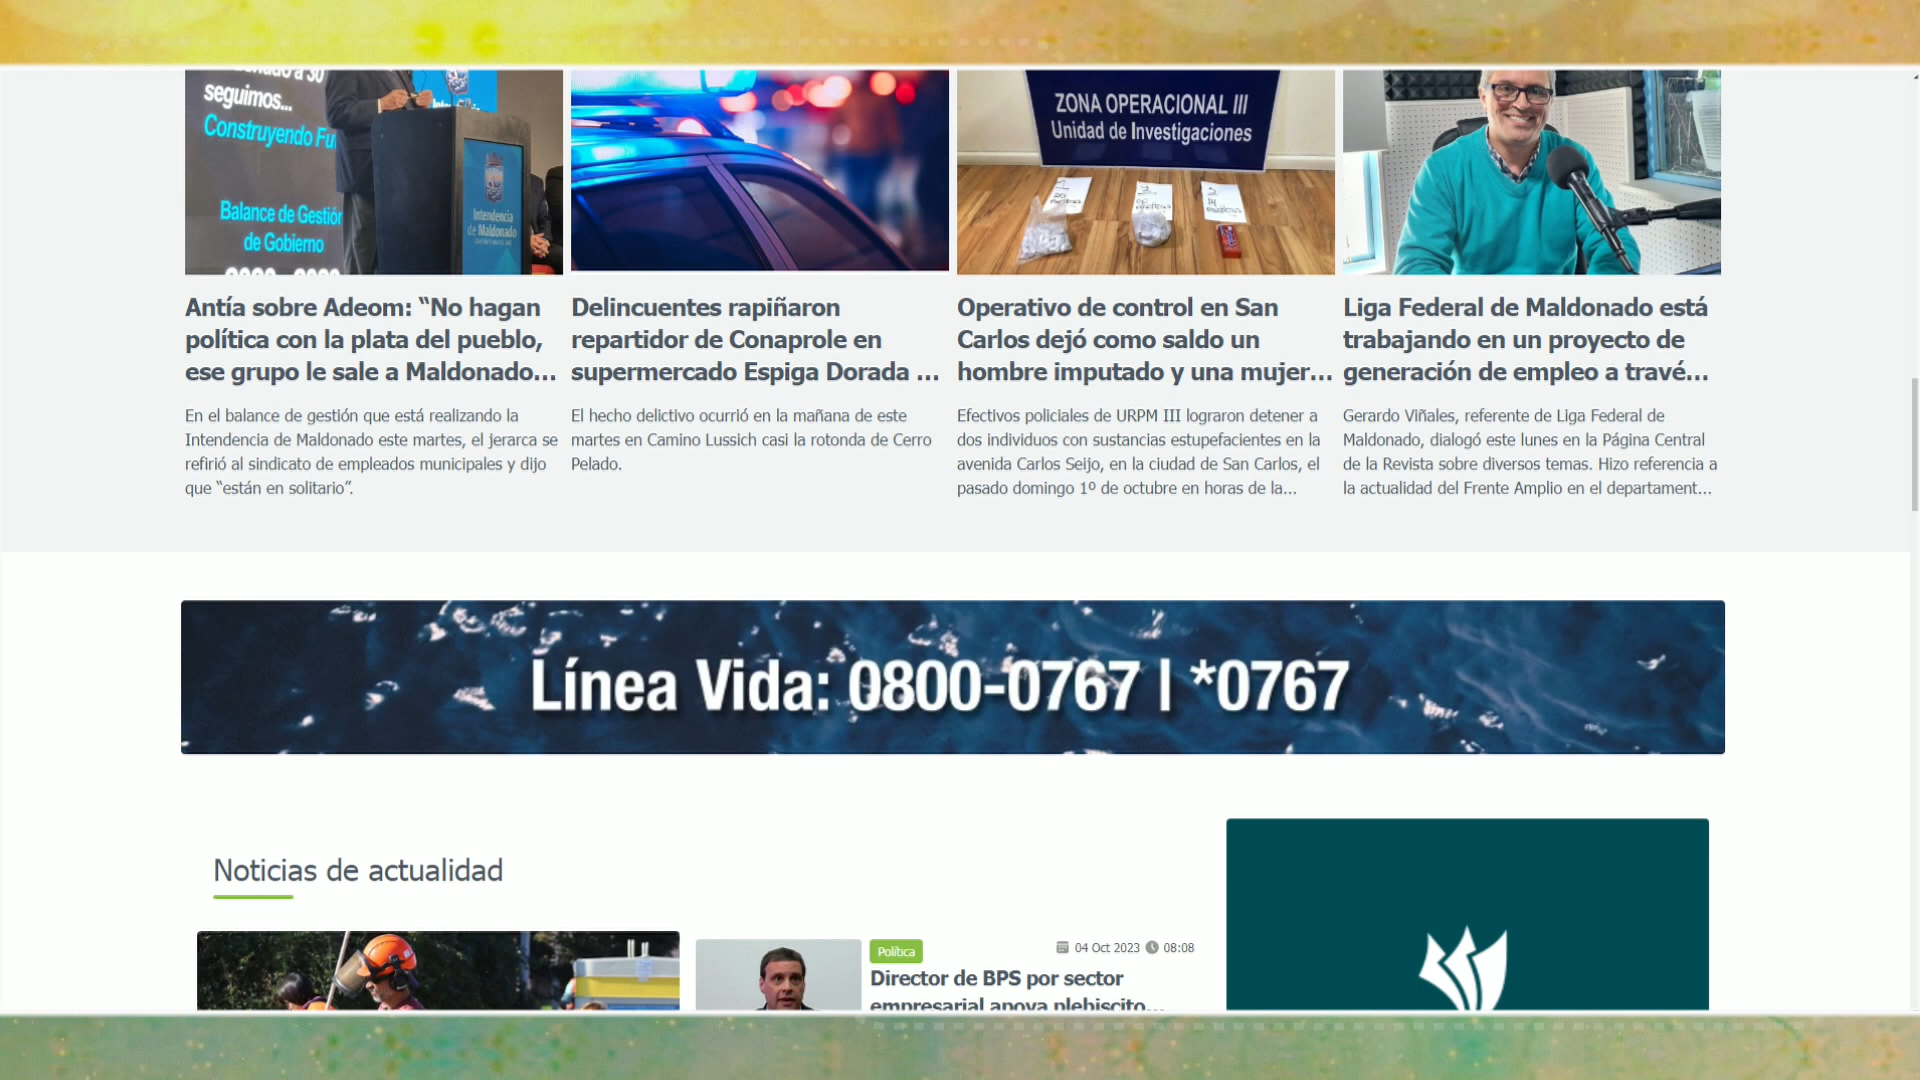 seguimos...
Construyendo Fu
Balance de Gestión
de Gobierno
Intendencia
de Maldonado
ZONA OPERACIONAL III
Unidad de Investigaciones
Antía sobre Adeom: “No hagan
política con la plata del pueblo,
ese grupo le sale a Maldonado...
En el balance de gestión que está realizando la
Intendencia de Maldonado este martes, el jerarca se
refirió al sindicato de empleados municipales y dijo
que “están en solitario”.
Delincuentes rapiñaron
repartidor de Conaprole en
supermercado Espiga Dorada ...
El hecho delictivo ocurrió en la mañana de este
martes en Camino Lussich casi la rotonda de Cerro
Pelado.
Operativo de control en San
Carlos dejó como saldo un
hombre imputado y una mujer...
Efectivos policiales de URPM III lograron detener a
dos individuos con sustancias estupefacientes en la
avenida Carlos Seijo, en la ciudad de San Carlos, el
pasado domingo 1º de octubre en horas de la...
Liga Federal de Maldonado está
trabajando en un proyecto de
generación de empleo a travé...
Gerardo Viñales, referente de Liga Federal de
Maldonado, dialogó este lunes en la Página Central
de la Revista sobre diversos temas. Hizo referencia a
la actualidad del Frente Amplio en el departament...
Línea Vida: 0800-0767 | *0767
Noticias de actualidad
Política
04 Oct 2023 08:08
Director de BPS por sector
empresarial apoya plebiscito...